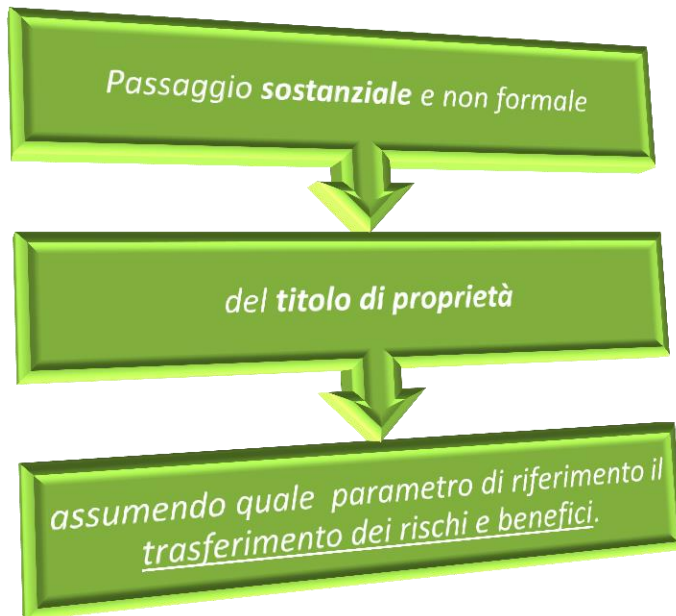 Passaggio sostanziale e non formale
del titolo di proprietà
assumendo quale parametro di riferimento il
trasferimento dei rischi e benefici.